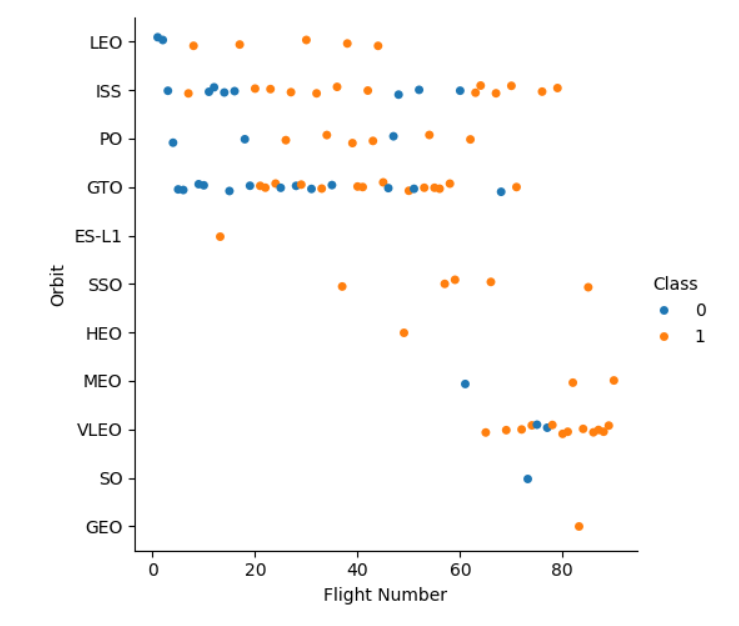 LEO
ISS
PO
GTO
ES-L1
SSO
HEO
MEO
VLEO
SO
GEO
Orbit
0 20 40 60 80
Flight Number
Class
0
1